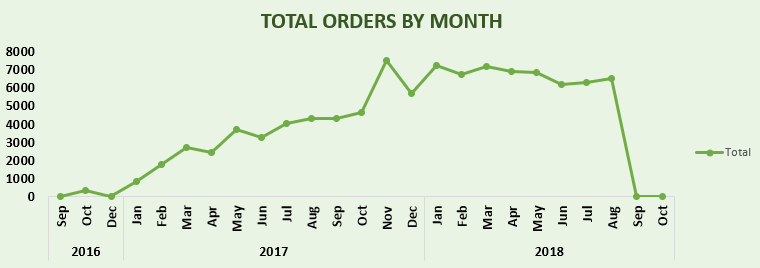 TOTAL ORDERS BY MONTH
8000
7000
6000
5000
4000
3000
2000
1000
0
Total
Sep Oct Dec Jan Feb Mar Apr May Jun Jul Aug Sep Oct Nov Dec Jan Feb Mar Apr May Jun Jul Aug Sep Oct
2016 2017 2018